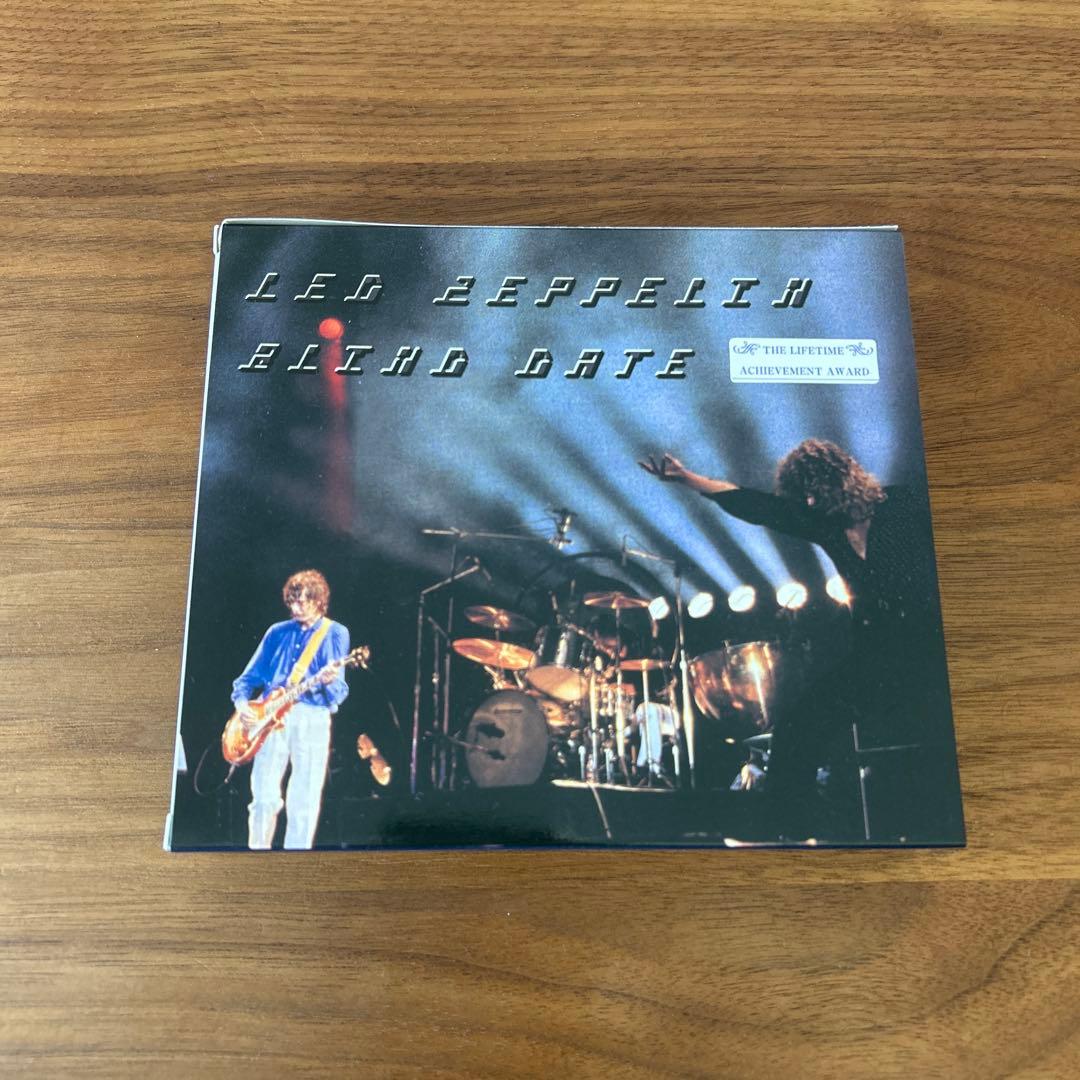 LED ZEPPELIN
BLIND DATE
THE LIFETIME
ACHIEVEMENT AWARD